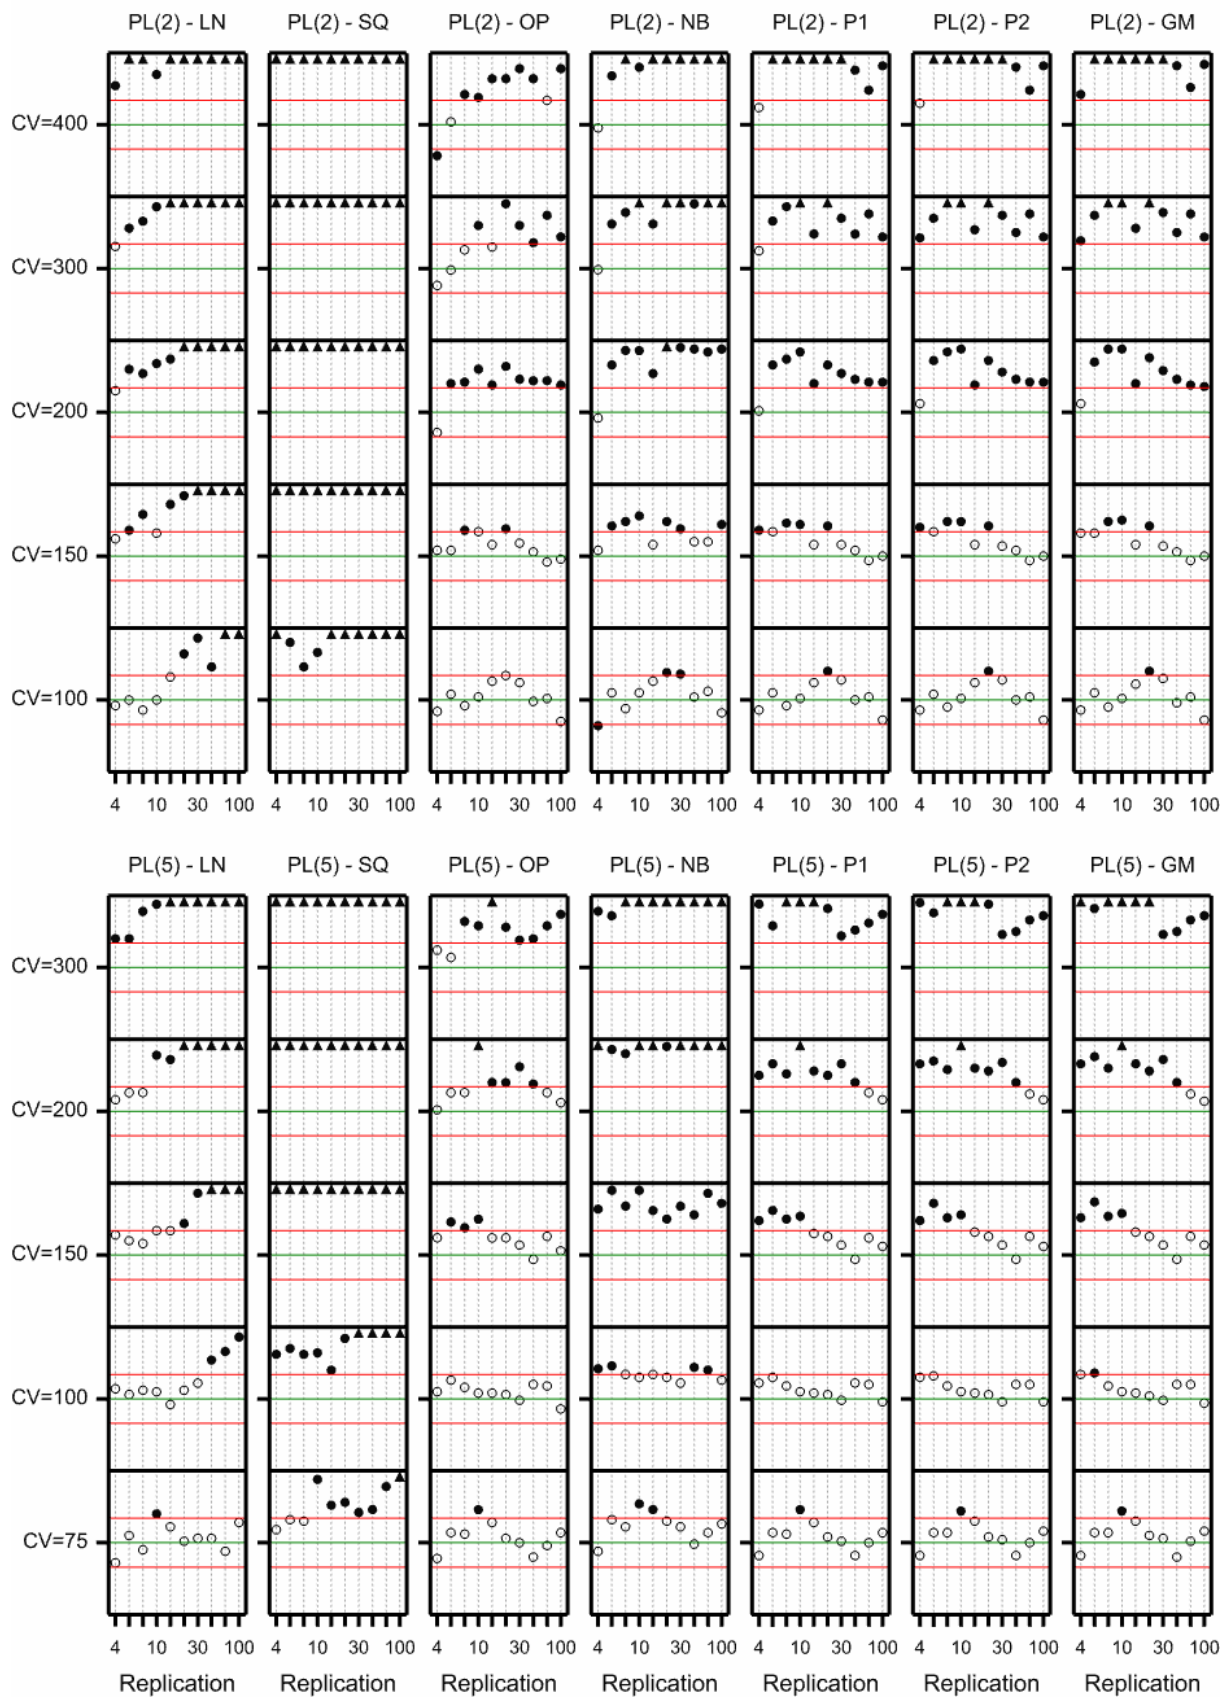 PL(2) - LN PL(2) - SQ PL(2) - OP PL(2) - NB PL(2) - P1 PL(2) - P2 PL(2) - GM
CV=400
CV=300
CV=200
CV=150
CV=100
4 10 30 100 4 10 30 100 4 10 30 100 4 10 30 100 4 10 30 100 4 10 30 100 4 10 30 100
PL(5) - LN PL(5) - SQ PL(5) - OP PL(5) - NB PL(5) - P1 PL(5) - P2 PL(5) - GM
CV=300
CV=200
CV=150
CV=100
CV=75
4 10 30 100 4 10 30 100 4 10 30 100 4 10 30 100 4 10 30 100 4 10 30 100 4 10 30 100
Replication Replication Replication Replication Replication Replication Replication